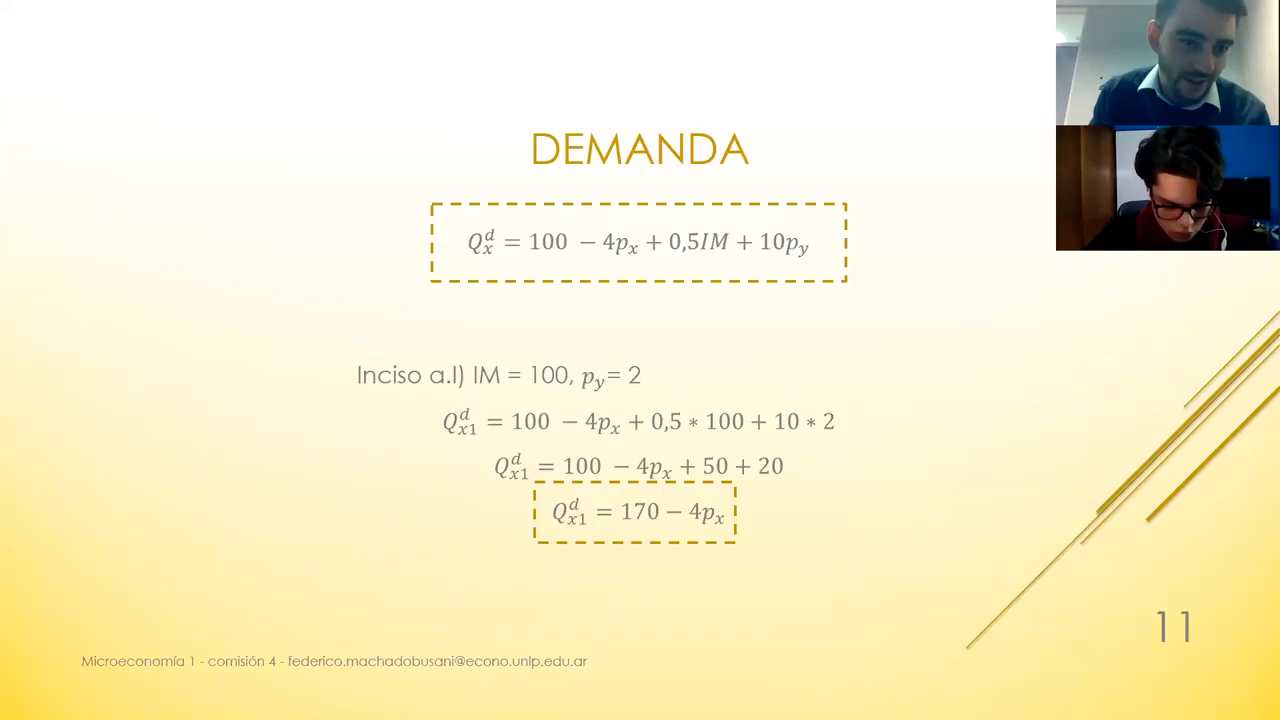 DEMANDA
Q_x^d = 100 − 4p_x + 0,5IM + 10p_y
Inciso a.I) IM = 100, p_y= 2
Q_x1^d = 100 − 4p_x + 0,5 ∗ 100 + 10 ∗ 2
Q_x1^d = 100 − 4p_x + 50 + 20
Q_x1^d = 170 − 4p_x
11
Microeconomía 1 - comisión 4 - federico.machadobusani@econo.unlp.edu.ar